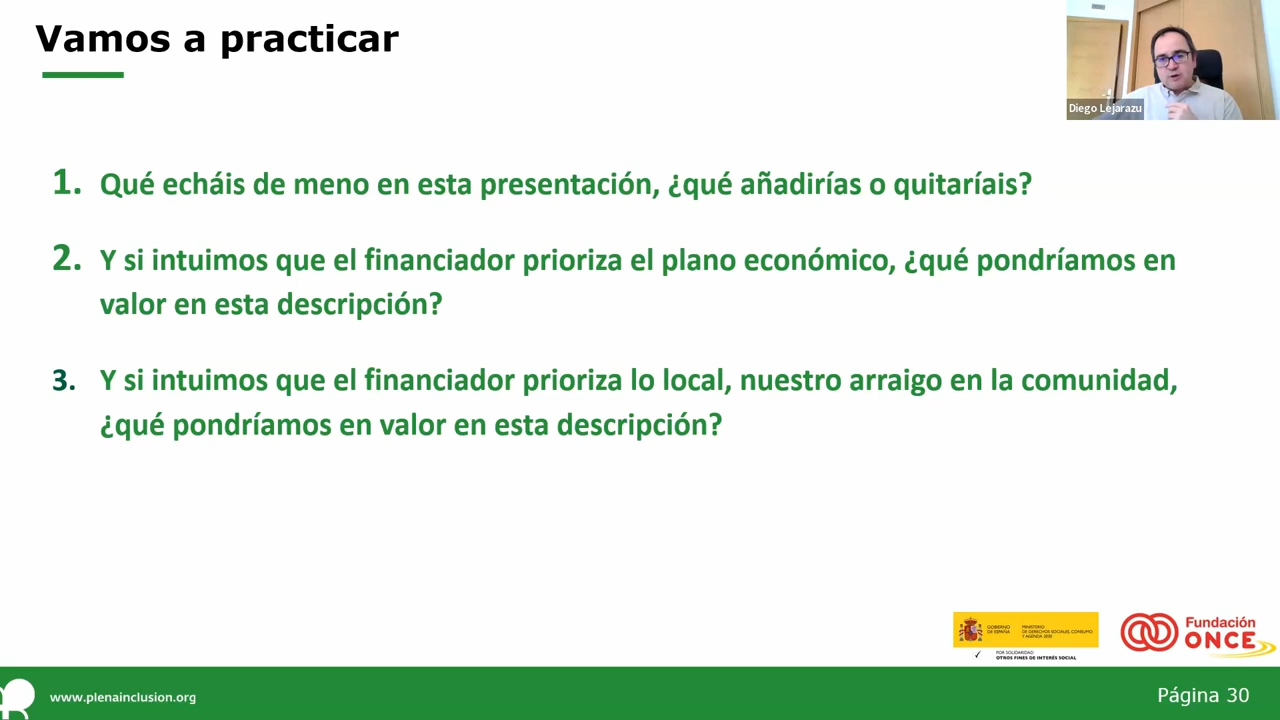 Vamos a practicar
Diego Lejarazu
1. Qué echáis de meno en esta presentación, ¿qué añadirías o quitaríais?
2. Y si intuimos que el financiador prioriza el plano económico, ¿qué pondríamos en
valor en esta descripción?
3. Y si intuimos que el financiador prioriza lo local, nuestro arraigo en la comunidad,
¿qué pondríamos en valor en esta descripción?
GOBIERNO
DE ESPAÑA
MINISTERIO
DE DERECHOS SOCIALES, CONSUMO
Y AGENDA 2030
POR SOLIDARIDAD
OTROS FINES DE INTERÉS SOCIAL
Fundación
ONCE
www.plenainclusion.org
Página 30